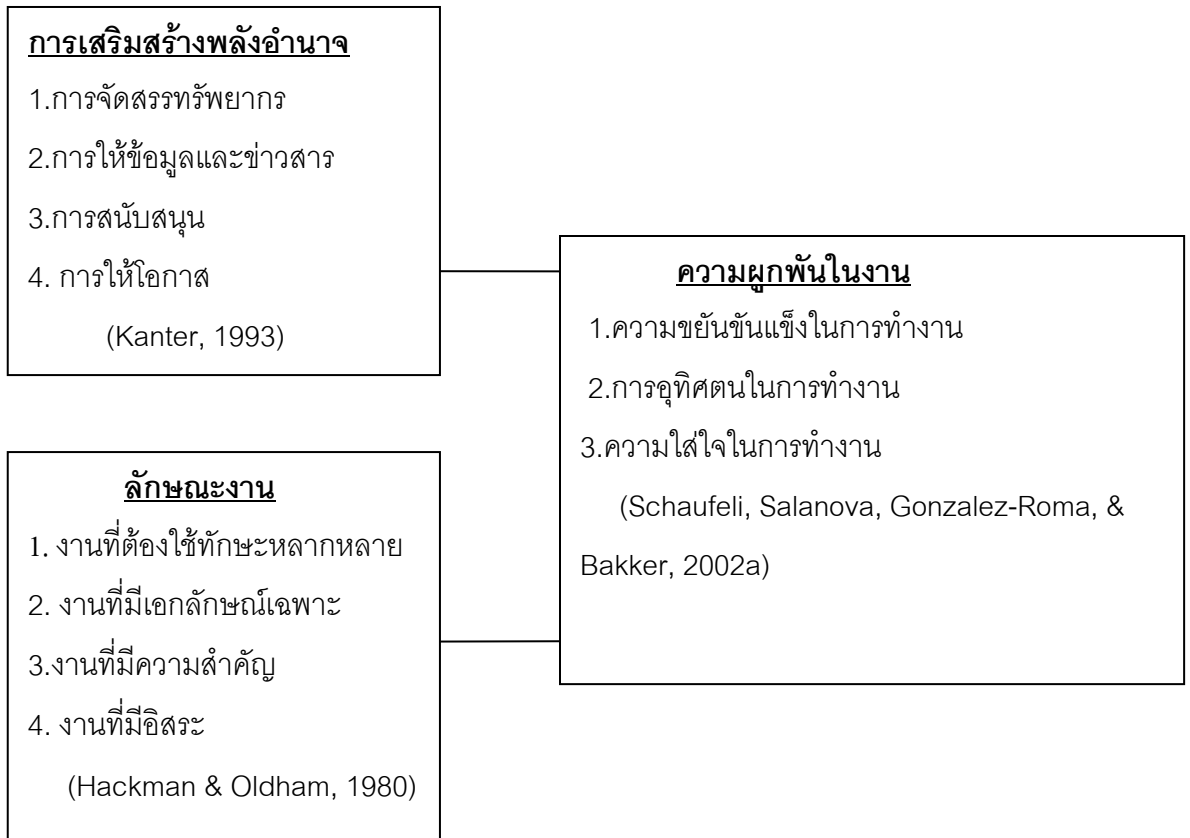 การเสริมสร้างพลังอำนาจ
1.การจัดสรรทรัพยากร
2.การให้ข้อมูลและข่าวสาร
3.การสนับสนุน
4. การให้โอกาส
(Kanter, 1993)
ความผูกพันในงาน
1.ความขยันขันแข็งในการทำงาน
2.การอุทิศตนในการทำงาน
3.ความใส่ใจในการทำงาน
(Schaufeli, Salanova, Gonzalez-Roma, &
Bakker, 2002a)
ลักษณะงาน
1. งานที่ต้องใช้ทักษะหลากหลาย
2. งานที่มีเอกลักษณ์เฉพาะ
3.งานที่มีความสำคัญ
4. งานที่มีอิสระ
(Hackman & Oldham, 1980)